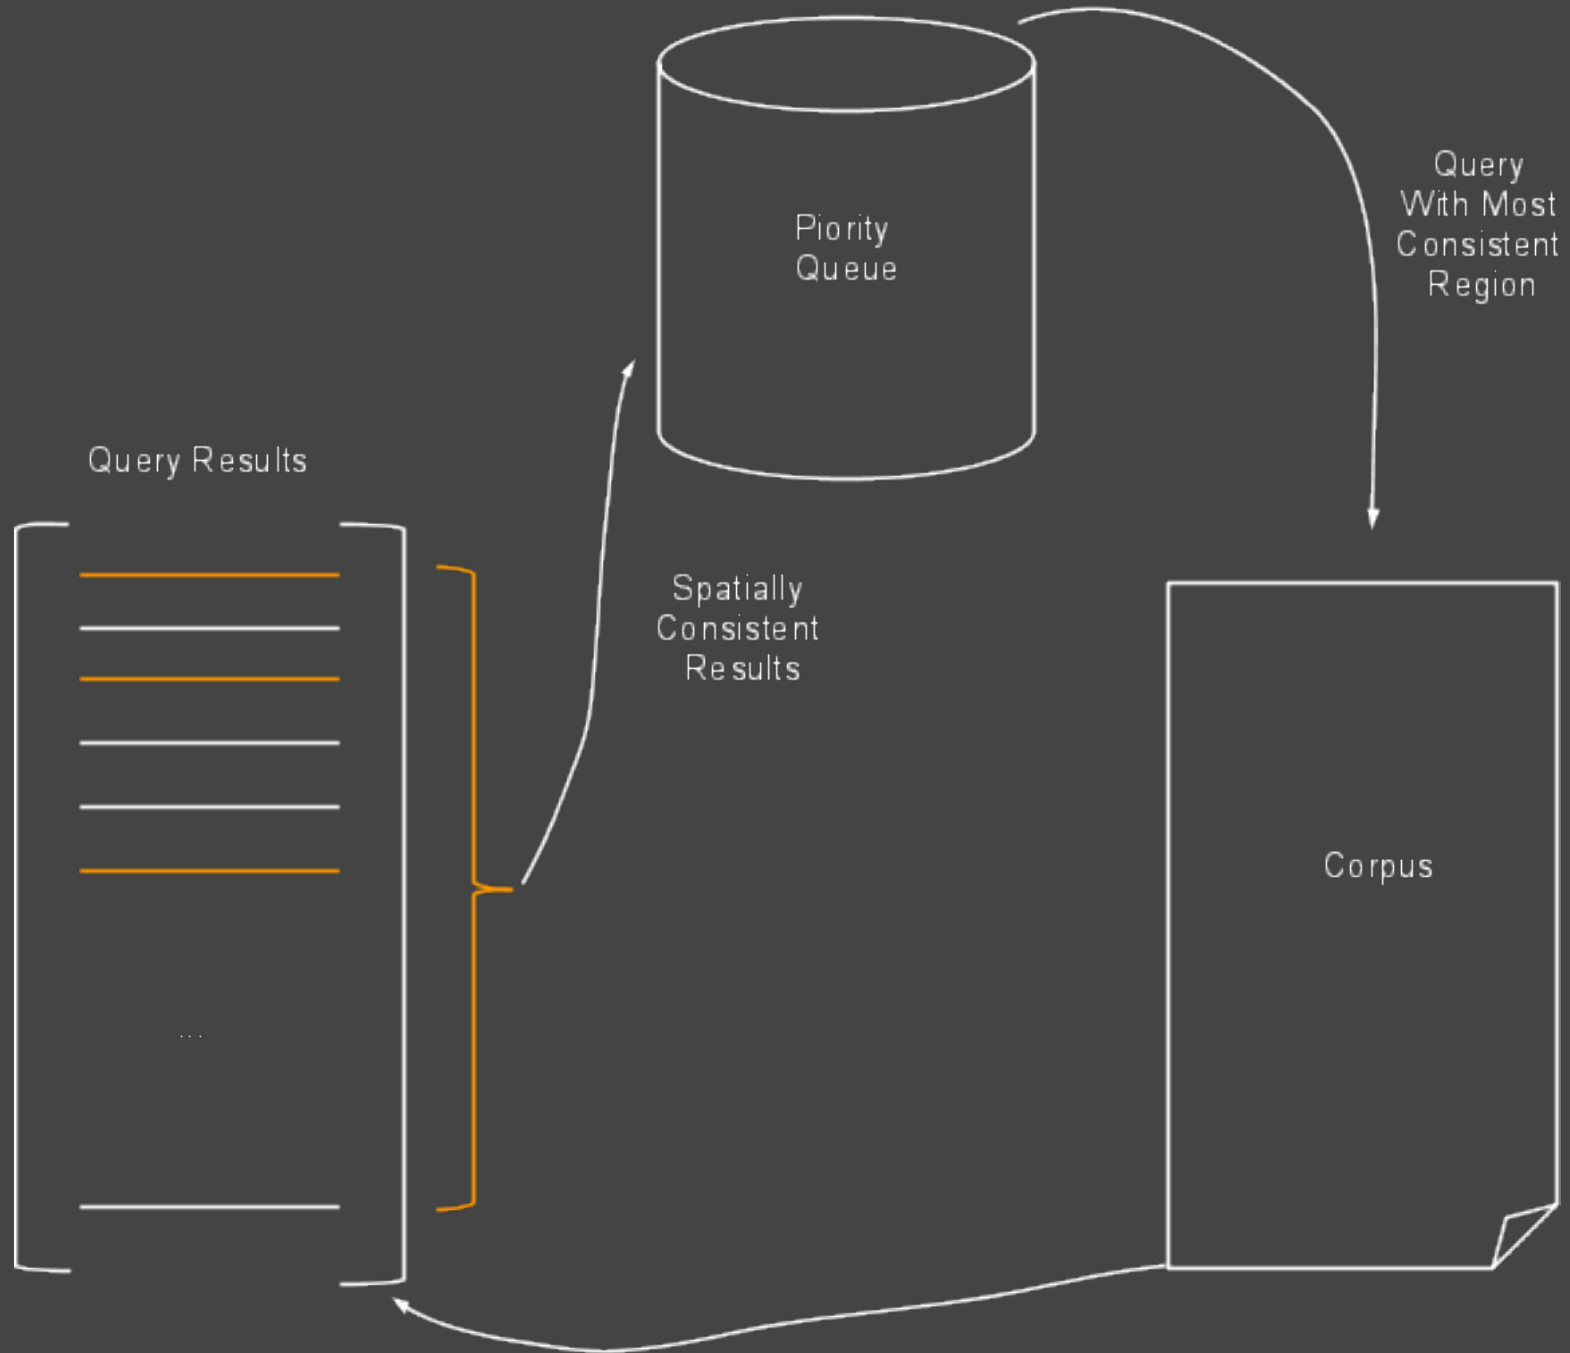 Piority
Queue
Query
With Most
Consistent
Region
Query Results
Spatially
Consistent
Results
Corpus
...